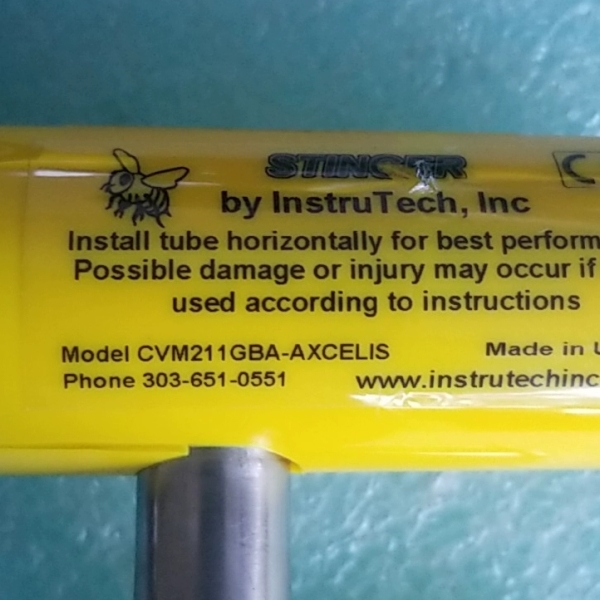 STINGER
by InstruTech, Inc
Install tube horizontally for best perform
Possible damage or injury may occur if
used according to instructions
Model CVM211GBA-AXCELIS
Made in U
Phone 303-651-0551
www.instrutechinc